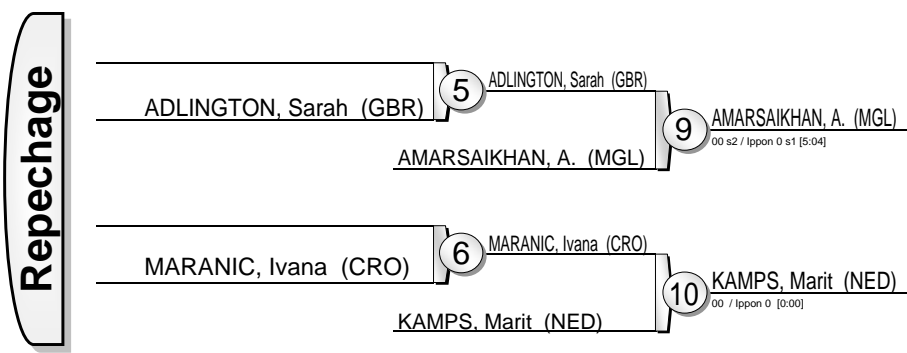 Repechage
ADLINGTON, Sarah (GBR)
5
ADLINGTON, Sarah (GBR)
AMARSAIKHAN, A. (MGL)
9
AMARSAIKHAN, A. (MGL)
00 s2 / Ippon 0 s1 [5:04]
MARANIC, Ivana (CRO)
6
MARANIC, Ivana (CRO)
KAMPS, Marit (NED)
10
KAMPS, Marit (NED)
00 / Ippon 0 [0:00]